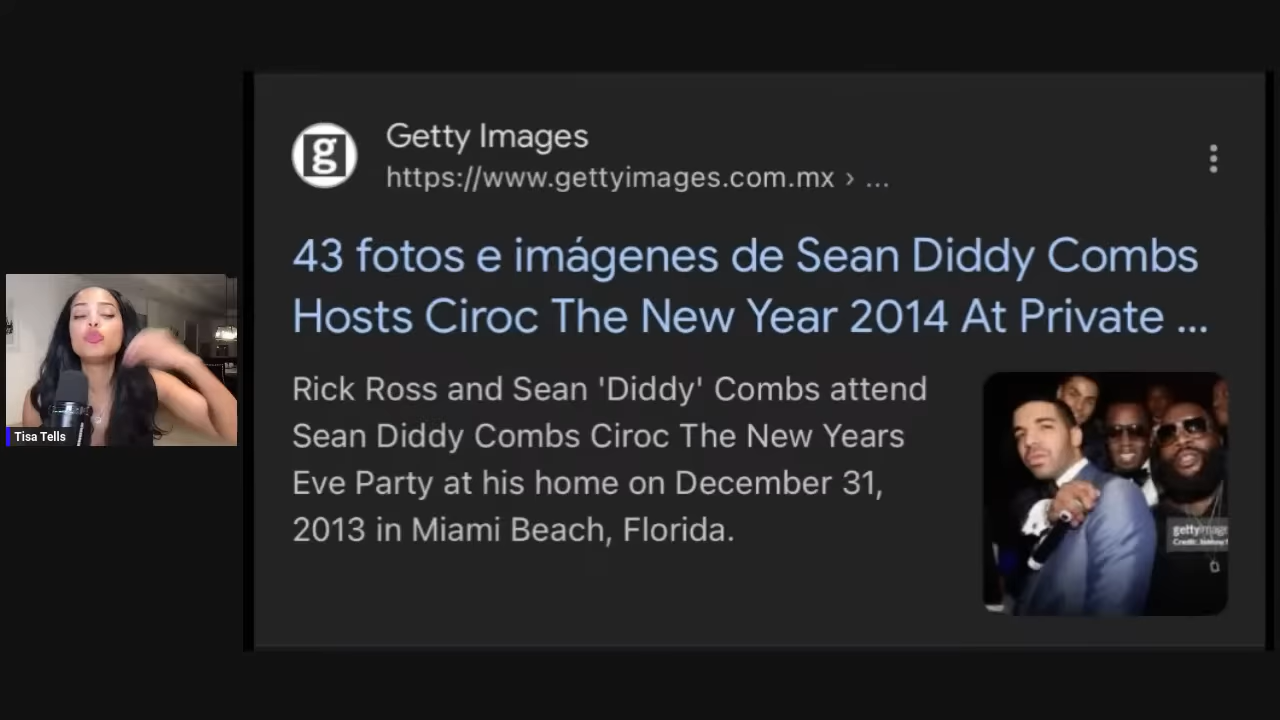 Getty Images
https://www.gettyimages.com.mx › ...
43 fotos e imágenes de Sean Diddy Combs
Hosts Ciroc The New Year 2014 At Private ...
Rick Ross and Sean 'Diddy' Combs attend
Sean Diddy Combs Ciroc The New Years
Eve Party at his home on December 31,
2013 in Miami Beach, Florida.
Tisa Tells